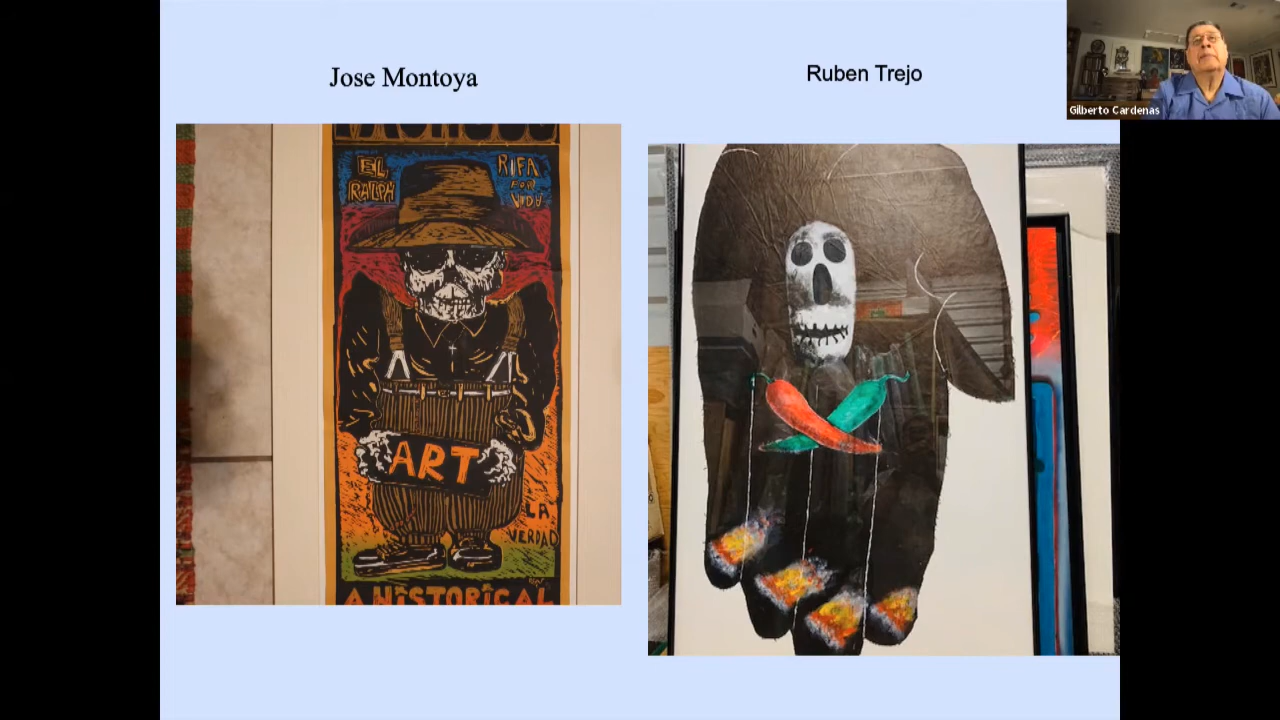 Jose Montoya
Ruben Trejo
Gilberto Cardenas
EL
RALPH
RIFA
FOR
VIDA
ART
LA
VERDAD
A HISTORICAL